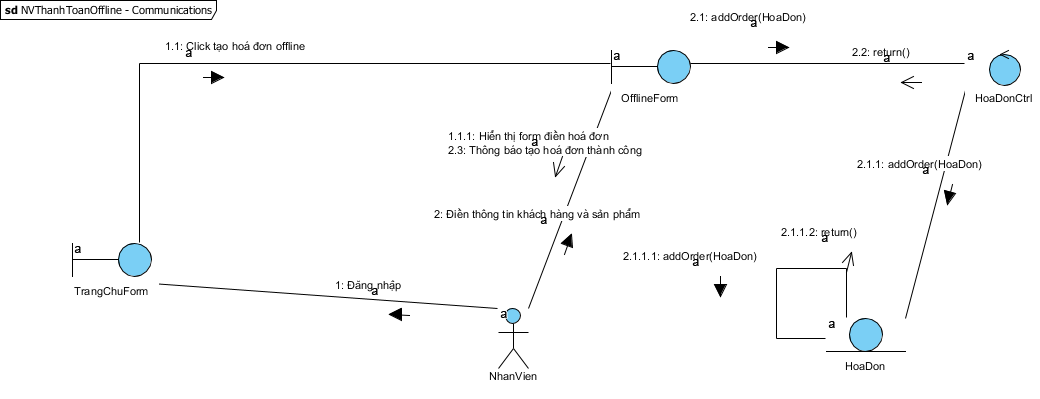 sd NVThanhToanOffline - Communications
2.1: addOrder(HoaDon)
a
1.1: Click tạo hoá đơn offline
a
a
2.2: return()
a
a
OfflineForm
HoaDonCtrl
1.1.1: Hiển thị form điền hoá đơn
a
2.3: Thông báo tạo hoá đơn thành công
2.1.1: addOrder(HoaDon)
a
2: Điền thông tin khách hàng và sản phẩm
a
2.1.1.2: return()
a
a
2.1.1.1: addOrder(HoaDon)
a
TrangChuForm
1: Đăng nhập
a
a
a
HoaDon
NhanVien